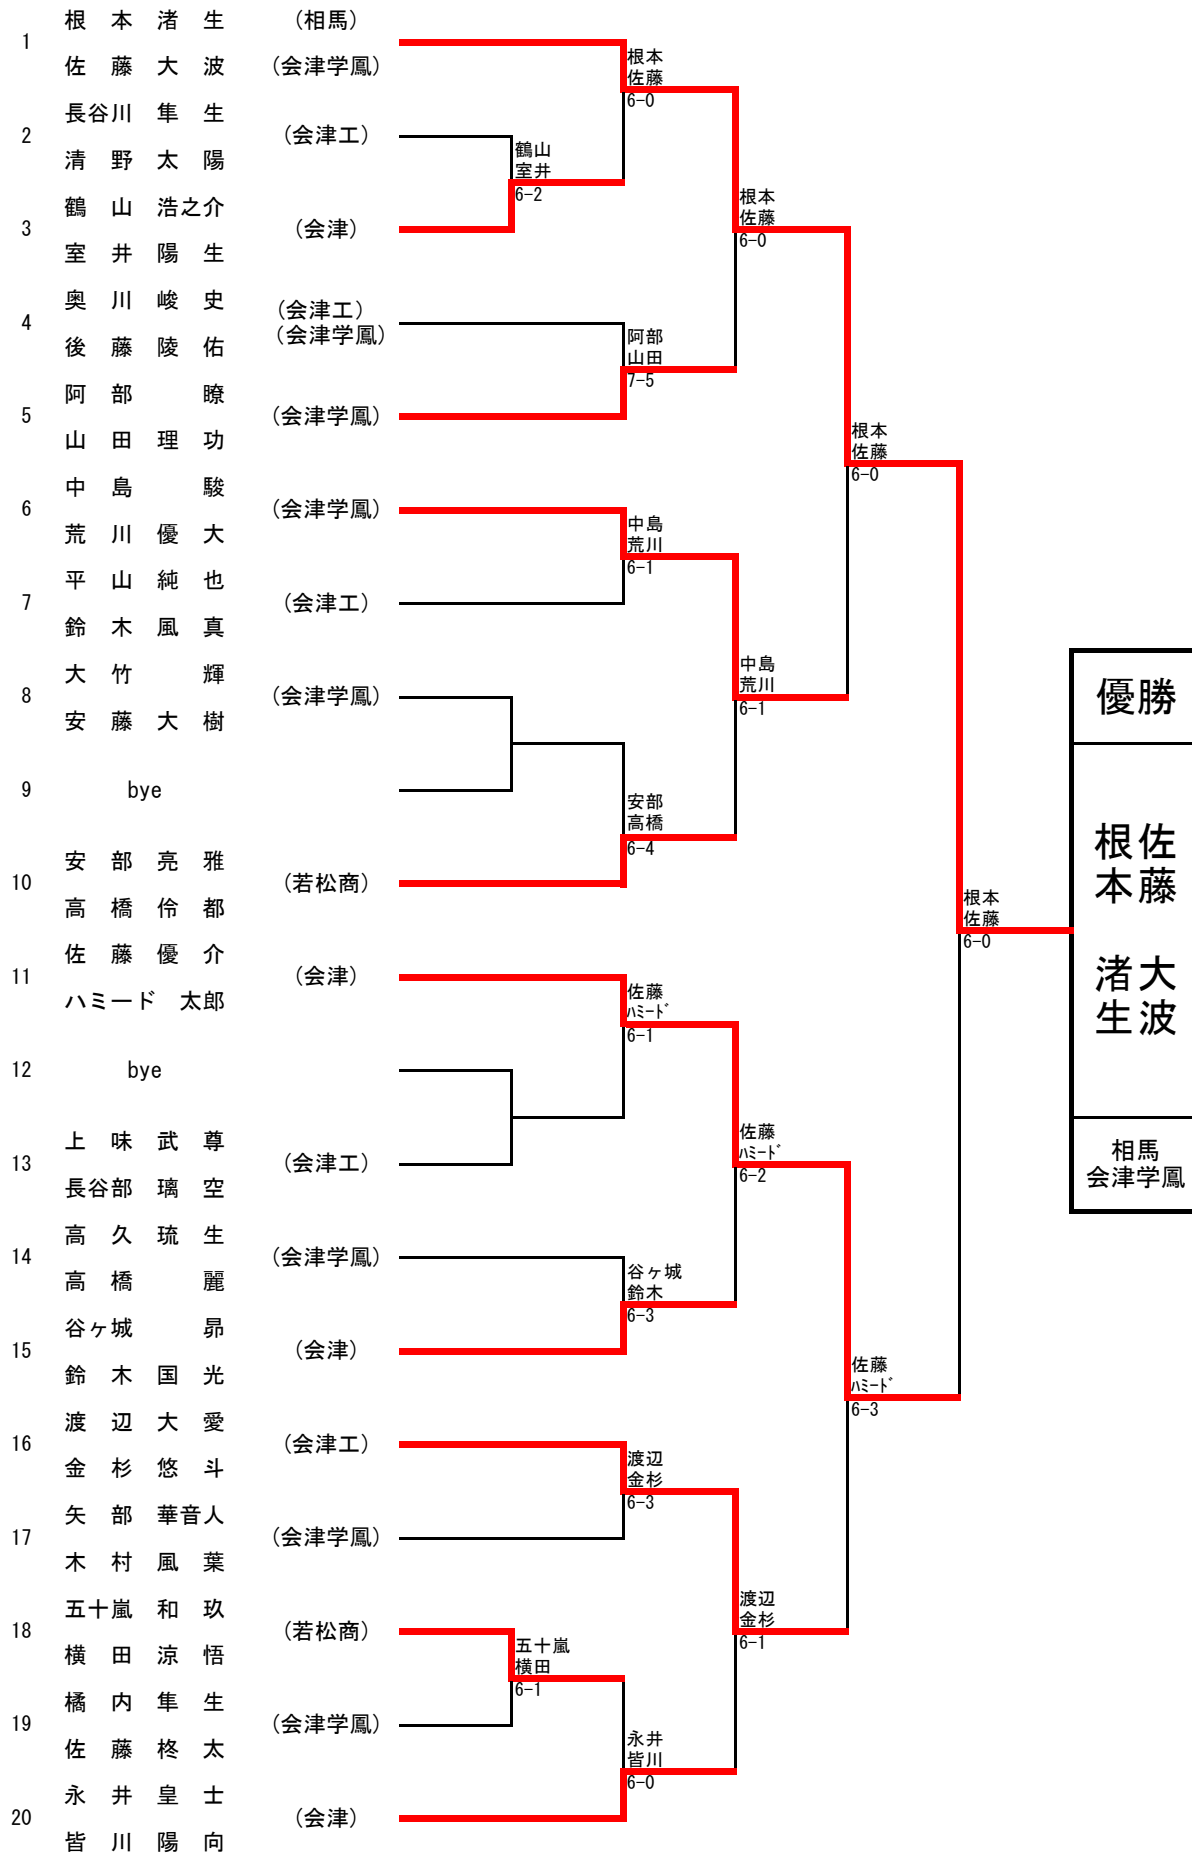 1 根本 渚生 (相馬)
佐藤 大波 (会津学鳳)
2 長谷川 隼生 (会津工)
清野 太陽
3 鶴山 浩之介 (会津)
室井 陽生
4 奥川 峻史 (会津工)
後藤 陵佑 (会津学鳳)
5 阿部 瞭 (会津学鳳)
山田 理功
6 中島 駿 (会津学鳳)
荒川 優大
7 平山 純也 (会津工)
鈴木 風真
8 大竹 輝 (会津学鳳)
安藤 大樹
9 bye
10 安部 亮雅 (若松商)
高橋 伶都
11 佐藤 優介 (会津)
ハミード 太郎
12 bye
13 上味 武尊 (会津工)
長谷部 璃空
14 高久 琉生 (会津学鳳)
高橋 麗
15 谷ヶ城 昴 (会津)
鈴木 国光
16 渡辺 大愛 (会津工)
金杉 悠斗
17 矢部 華音人 (会津学鳳)
木村 風葉
18 五十嵐 和玖 (若松商)
横田 涼悟
19 橘内 隼生 (会津学鳳)
佐藤 柊太
20 永井 皇士 (会津)
皆川 陽向
鶴山
室井
6-2
五十嵐
横田
6-1
根本
佐藤
6-0
阿部
山田
7-5
中島
荒川
6-1
安部
高橋
6-4
佐藤
ﾊﾐｰﾄﾞ
6-1
谷ヶ城
鈴木
6-3
渡辺
金杉
6-3
永井
皆川
6-0
根本
佐藤
6-0
中島
荒川
6-1
佐藤
ﾊﾐｰﾄﾞ
6-2
渡辺
金杉
6-1
根本
佐藤
6-0
佐藤
ﾊﾐｰﾄﾞ
6-3
根本
佐藤
6-0
優勝
佐藤 大波
根本 渚生
相馬
会津学鳳